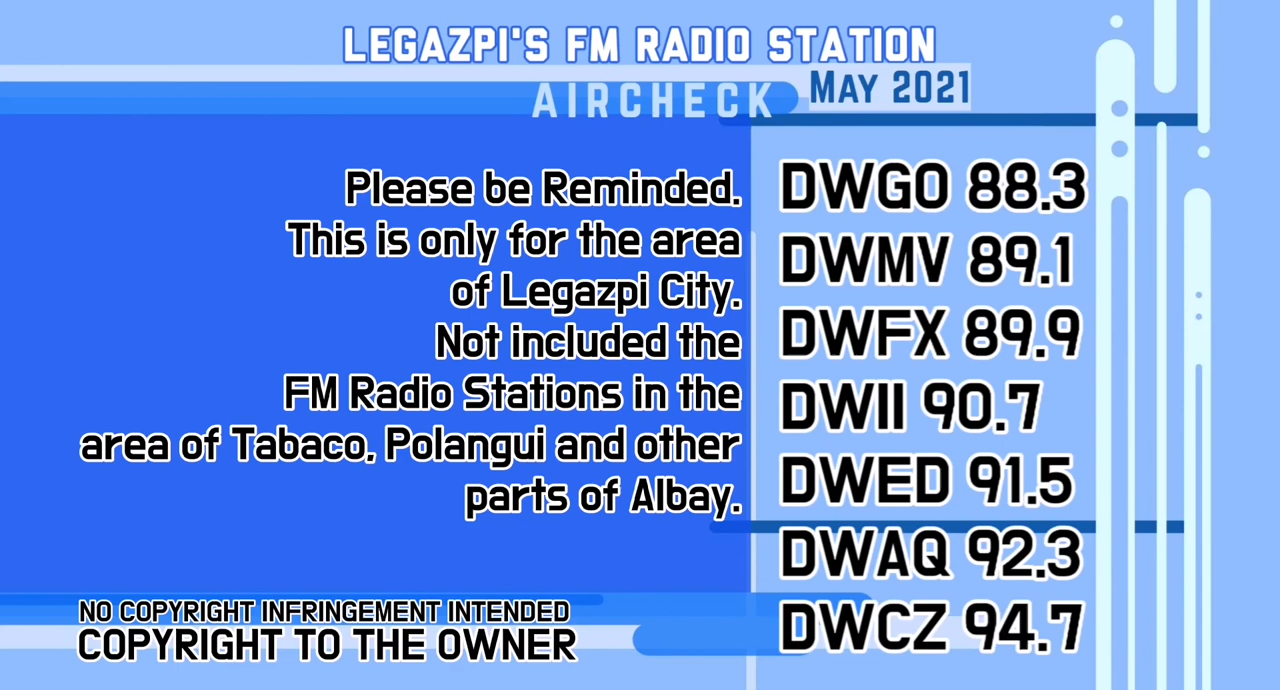 LEGAZPI'S FM RADIO STATION
AIRCHECK MAY 2021
Please be Reminded.
This is only for the area
of Legazpi City.
Not included the
FM Radio Stations in the
area of Tabaco, Polangui and other
parts of Albay.
NO COPYRIGHT INFRINGEMENT INTENDED
COPYRIGHT TO THE OWNER
DWGO 88.3
DWMV 89.1
DWFX 89.9
DWII 90.7
DWED 91.5
DWAQ 92.3
DWCZ 94.7